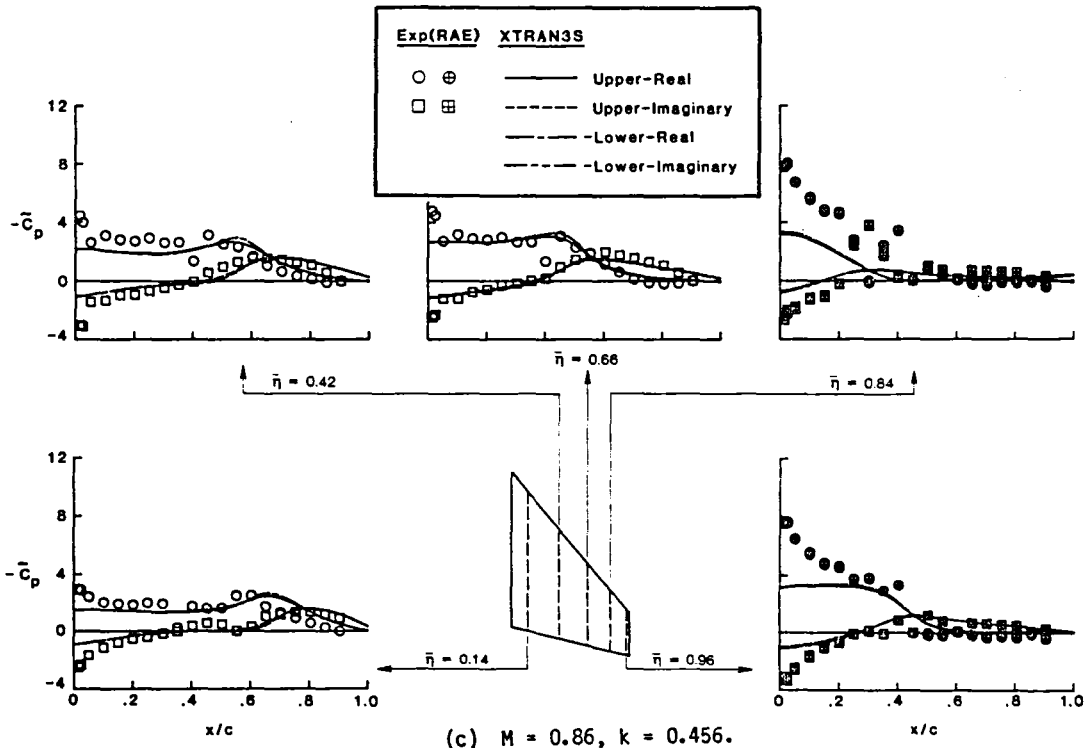 Exp(RAE) XTRAN3S
Upper-Real
Upper-Imaginary
-Lower-Real
-Lower-Imaginary
12
8
4
0
-4
-C̃p
η̄ = 0.42
η̄ = 0.66
η̄ = 0.84
12
8
4
0
-4
-C̃p
0 .2 .4 .6 .8 1.0
x/c
η̄ = 0.14
η̄ = 0.96
0 .2 .4 .6 .8 1.0
x/c
(c) M = 0.86, k = 0.456.